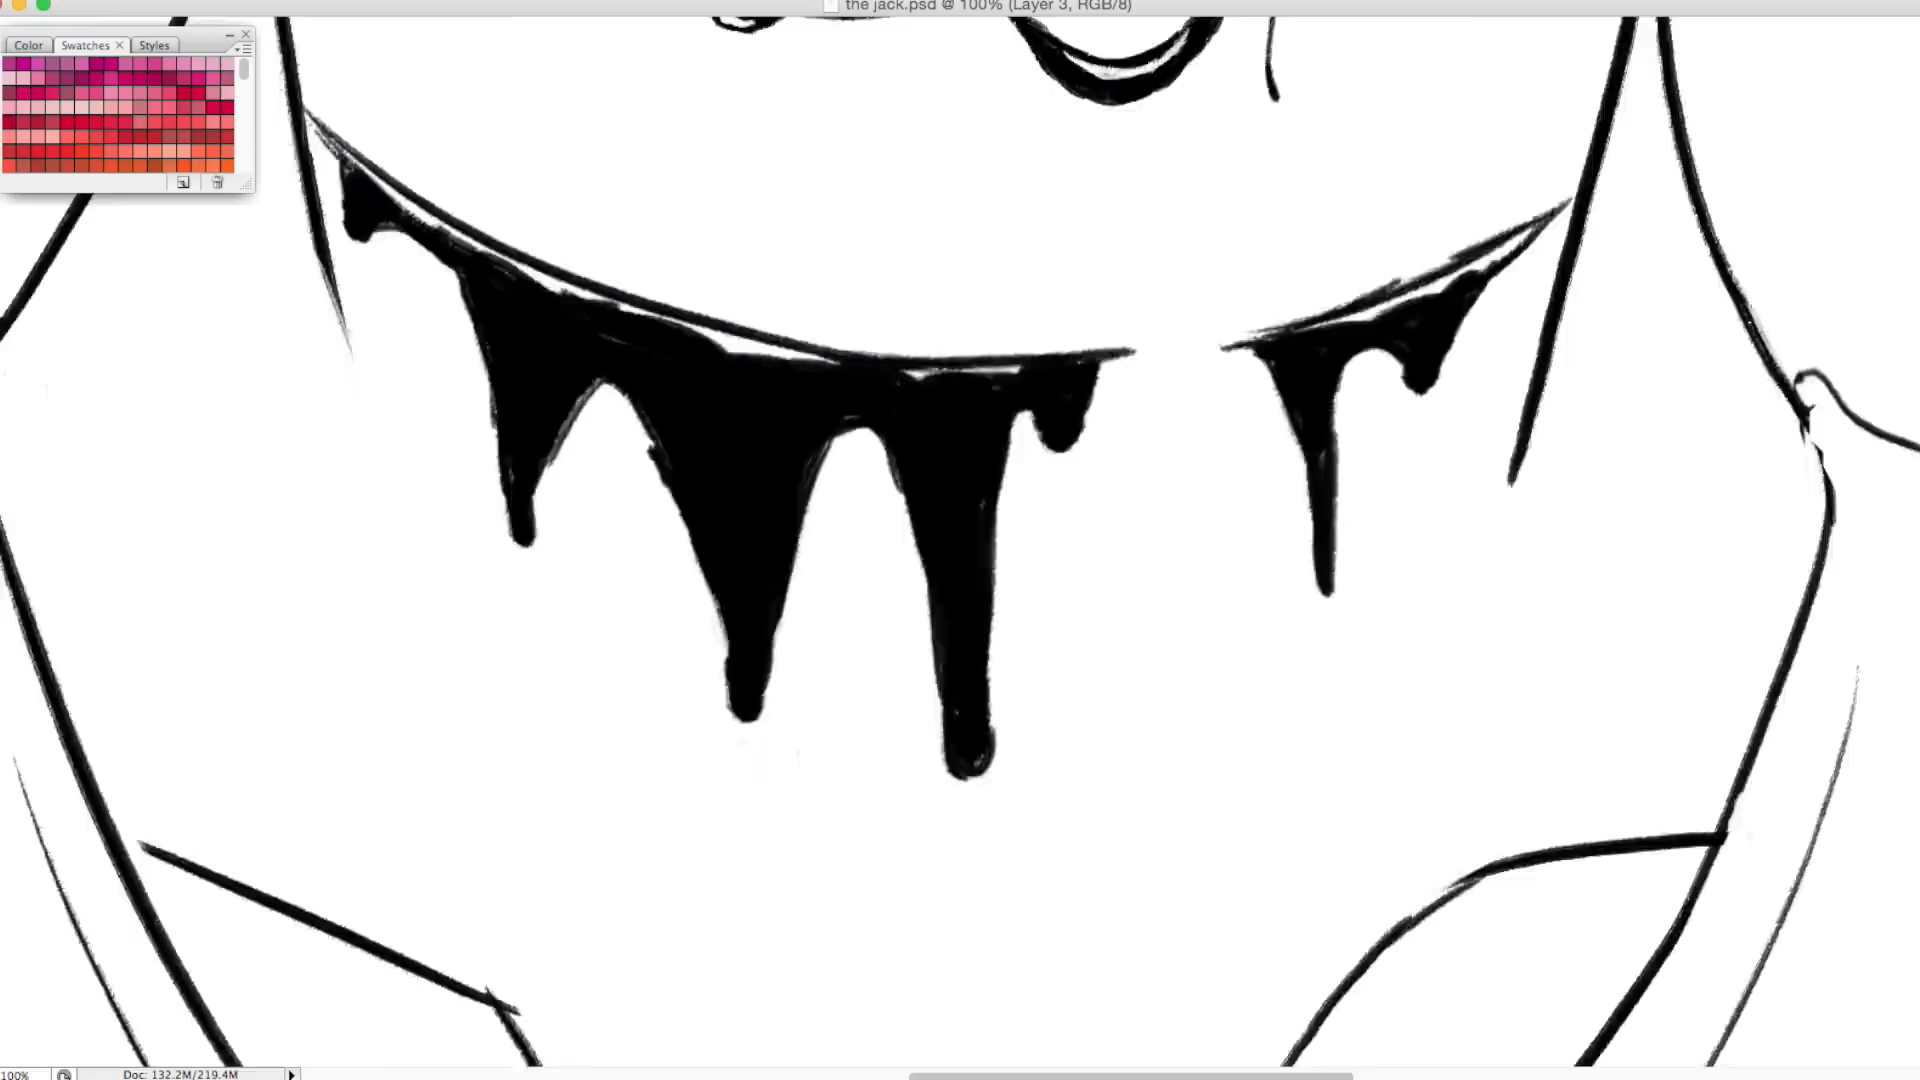 the jack.psd @ 100% (Layer 3, RGB/8)
Color Swatches Styles
100% Doc: 132.2M/219.4M